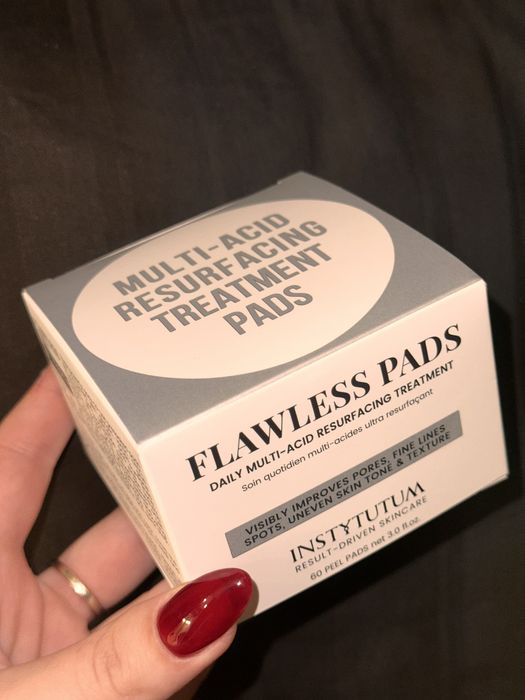 MULTI-ACID
RESURFACING
TREATMENT
PADS
FLAWLESS PADS
DAILY MULTI-ACID RESURFACING TREATMENT
Soin quotidien multi-acides ultra resurfaçant
VISIBLY IMPROVES PORES, FINE LINES
SPOTS, UNEVEN SKIN TONE & TEXTURE
INSTYTUTUM
RESULT-DRIVEN SKINCARE
60 PEEL PADS net 3.0 fl.oz.